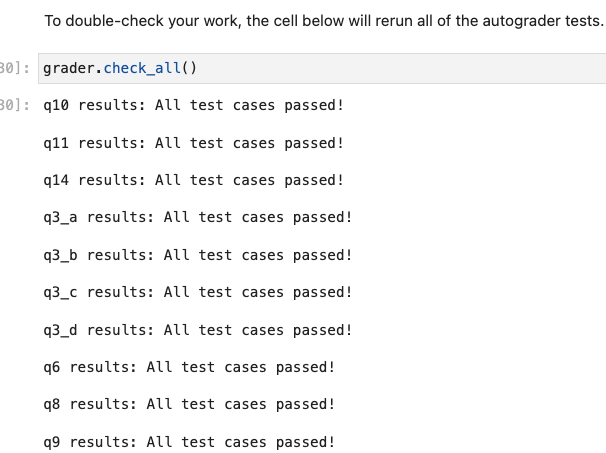 To double-check your work, the cell below will rerun all of the autograder tests.
30]: grader.check_all()
30]: q10 results: All test cases passed!
q11 results: All test cases passed!
q14 results: All test cases passed!
q3_a results: All test cases passed!
q3_b results: All test cases passed!
q3_c results: All test cases passed!
q3_d results: All test cases passed!
q6 results: All test cases passed!
q8 results: All test cases passed!
q9 results: All test cases passed!